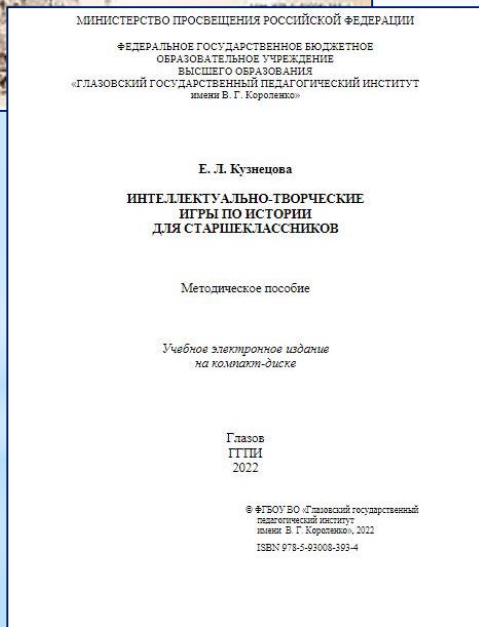 МИНИСТЕРСТВО ПРОСВЕЩЕНИЯ РОССИЙСКОЙ ФЕДЕРАЦИИ
ФЕДЕРАЛЬНОЕ ГОСУДАРСТВЕННОЕ БЮДЖЕТНОЕ
ОБРАЗОВАТЕЛЬНОЕ УЧРЕЖДЕНИЕ
ВЫСШЕГО ОБРАЗОВАНИЯ
«ГЛАЗОВСКИЙ ГОСУДАРСТВЕННЫЙ ПЕДАГОГИЧЕСКИЙ ИНСТИТУТ
имени В. Г. Короленко»
Е. Л. Кузнецова
ИНТЕЛЛЕКТУАЛЬНО-ТВОРЧЕСКИЕ
ИГРЫ ПО ИСТОРИИ
ДЛЯ СТАРШЕКЛАССНИКОВ
Методическое пособие
Учебное электронное издание
на компакт-диске
Глазов
ГГПИ
2022
© ФГБОУ ВО «Глазовский государственный
педагогический институт
имени В. Г. Короленко», 2022
ISBN 978-5-93008-393-4